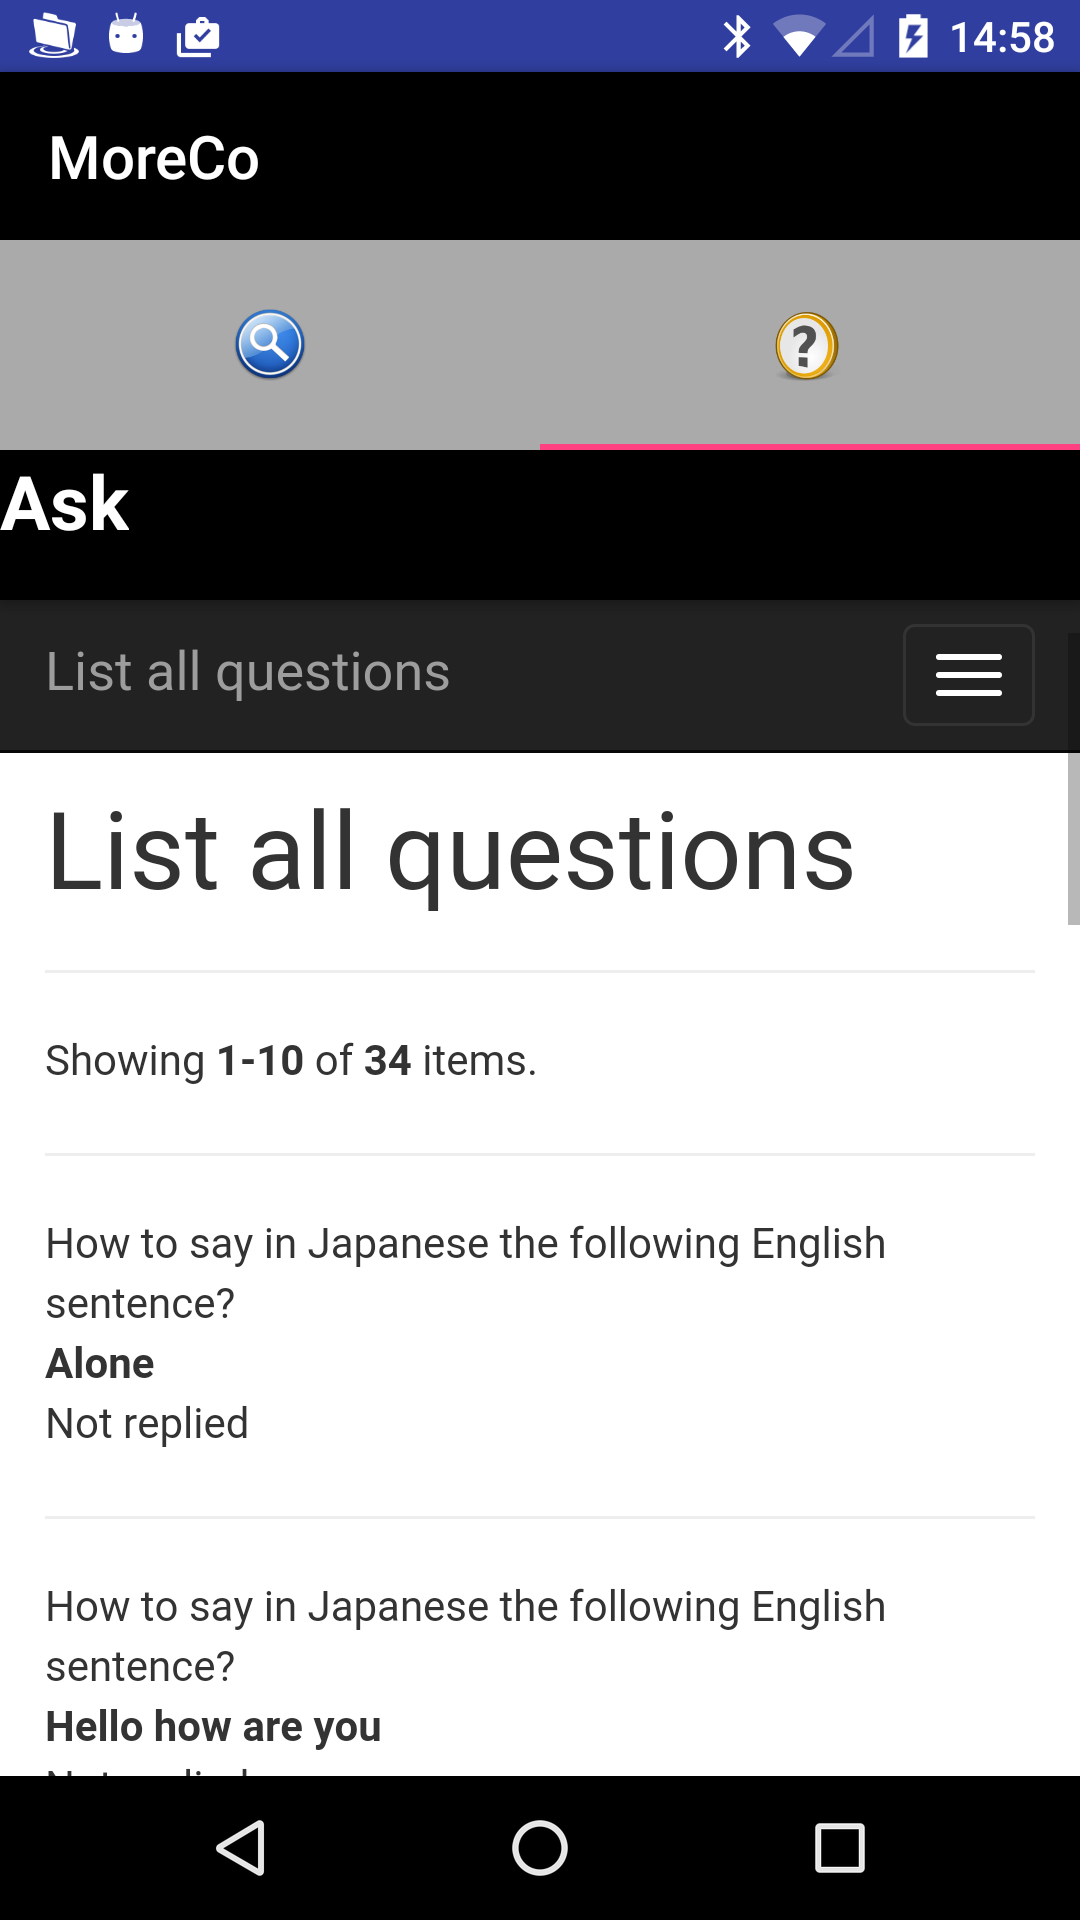 14:58
MoreCo
Ask
List all questions
List all questions
Showing 1-10 of 34 items.
How to say in Japanese the following English
sentence?
Alone
Not replied
How to say in Japanese the following English
sentence?
Hello how are you